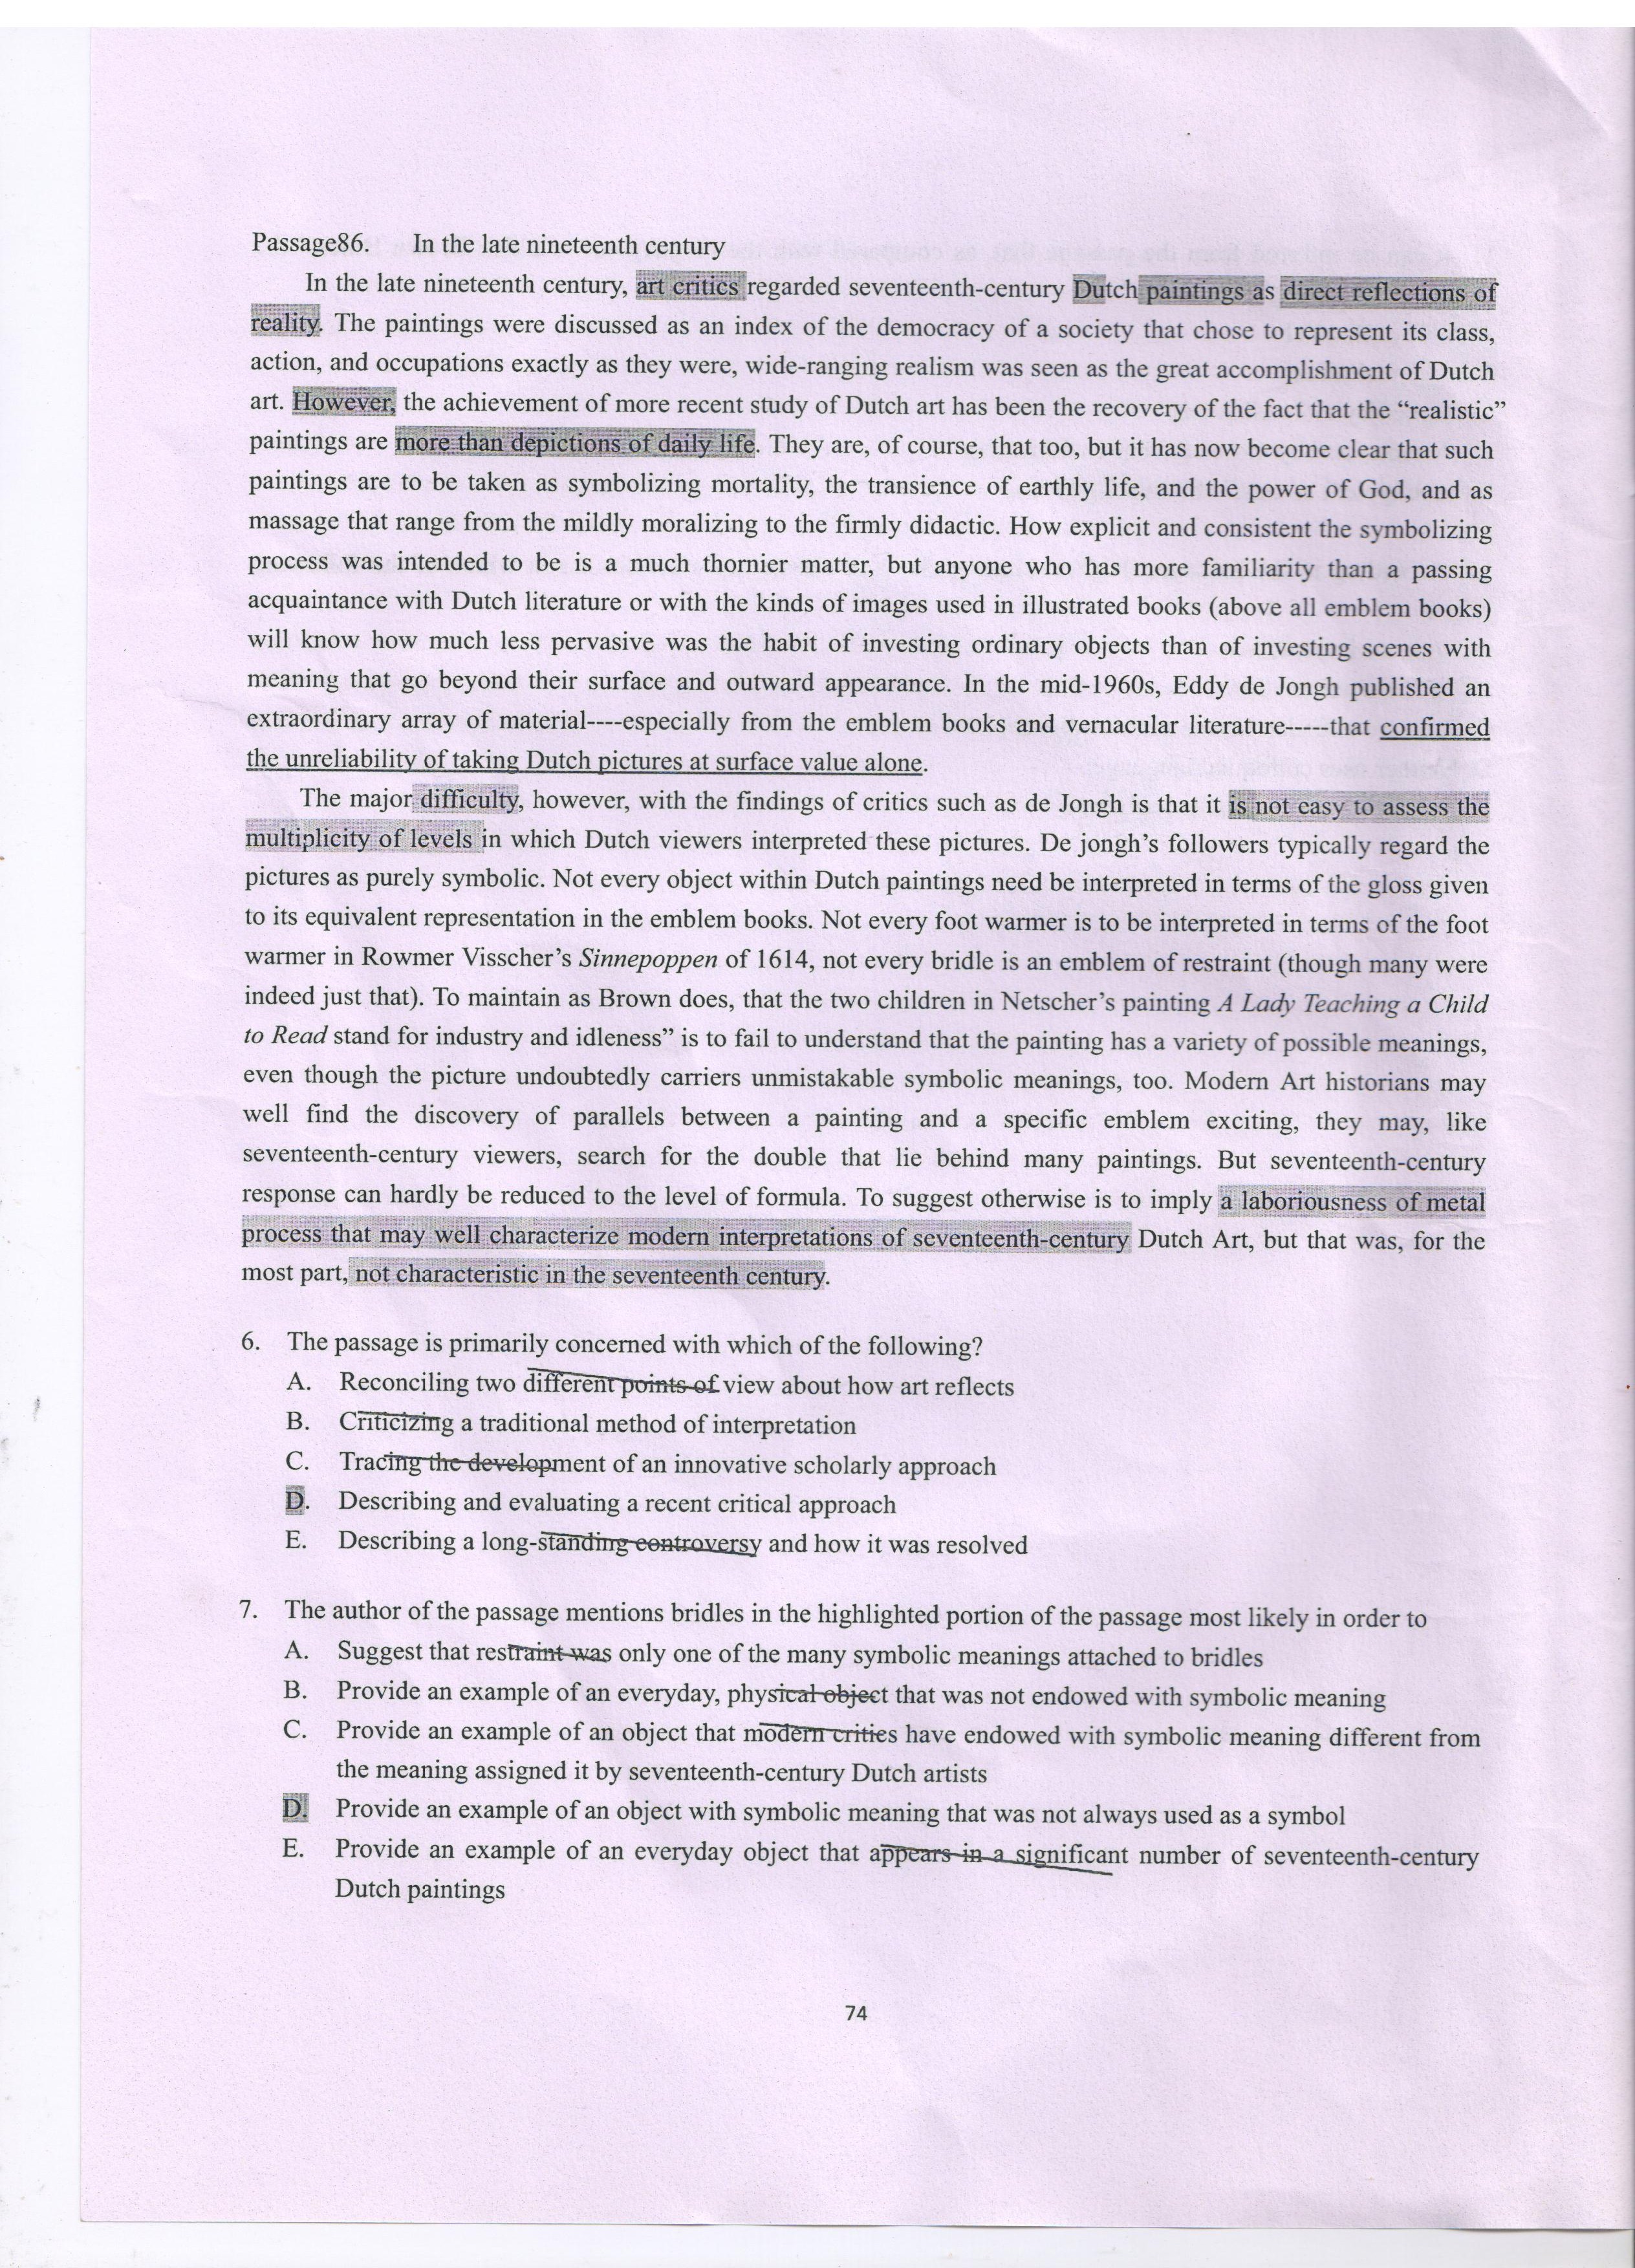 Passage86. In the late nineteenth century
In the late nineteenth century, art critics regarded seventeenth-century Dutch paintings as direct reflections of
reality. The paintings were discussed as an index of the democracy of a society that chose to represent its class,
action, and occupations exactly as they were, wide-ranging realism was seen as the great accomplishment of Dutch
art. However, the achievement of more recent study of Dutch art has been the recovery of the fact that the “realistic”
paintings are more than depictions of daily life. They are, of course, that too, but it has now become clear that such
paintings are to be taken as symbolizing mortality, the transience of earthly life, and the power of God, and as
massage that range from the mildly moralizing to the firmly didactic. How explicit and consistent the symbolizing
process was intended to be is a much thornier matter, but anyone who has more familiarity than a passing
acquaintance with Dutch literature or with the kinds of images used in illustrated books (above all emblem books)
will know how much less pervasive was the habit of investing ordinary objects than of investing scenes with
meaning that go beyond their surface and outward appearance. In the mid-1960s, Eddy de Jongh published an
extraordinary array of material----especially from the emblem books and vernacular literature-----that confirmed
the unreliability of taking Dutch pictures at surface value alone.
The major difficulty, however, with the findings of critics such as de Jongh is that it is not easy to assess the
multiplicity of levels in which Dutch viewers interpreted these pictures. De jongh’s followers typically regard the
pictures as purely symbolic. Not every object within Dutch paintings need be interpreted in terms of the gloss given
to its equivalent representation in the emblem books. Not every foot warmer is to be interpreted in terms of the foot
warmer in Rowmer Visscher’s Sinnepoppen of 1614, not every bridle is an emblem of restraint (though many were
indeed just that). To maintain as Brown does, that the two children in Netscher’s painting A Lady Teaching a Child
to Read stand for industry and idleness” is to fail to understand that the painting has a variety of possible meanings,
even though the picture undoubtedly carriers unmistakable symbolic meanings, too. Modern Art historians may
well find the discovery of parallels between a painting and a specific emblem exciting, they may, like
seventeenth-century viewers, search for the double that lie behind many paintings. But seventeenth-century
response can hardly be reduced to the level of formula. To suggest otherwise is to imply a laboriousness of metal
process that may well characterize modern interpretations of seventeenth-century Dutch Art, but that was, for the
most part, not characteristic in the seventeenth century.
6. The passage is primarily concerned with which of the following?
A. Reconciling two different points of view about how art reflects
B. Criticizing a traditional method of interpretation
C. Tracing the development of an innovative scholarly approach
D. Describing and evaluating a recent critical approach
E. Describing a long-standing controversy and how it was resolved
7. The author of the passage mentions bridles in the highlighted portion of the passage most likely in order to
A. Suggest that restraint was only one of the many symbolic meanings attached to bridles
B. Provide an example of an everyday, physical object that was not endowed with symbolic meaning
C. Provide an example of an object that modern critics have endowed with symbolic meaning different from
the meaning assigned it by seventeenth-century Dutch artists
D. Provide an example of an object with symbolic meaning that was not always used as a symbol
E. Provide an example of an everyday object that appears in a significant number of seventeenth-century
Dutch paintings
74